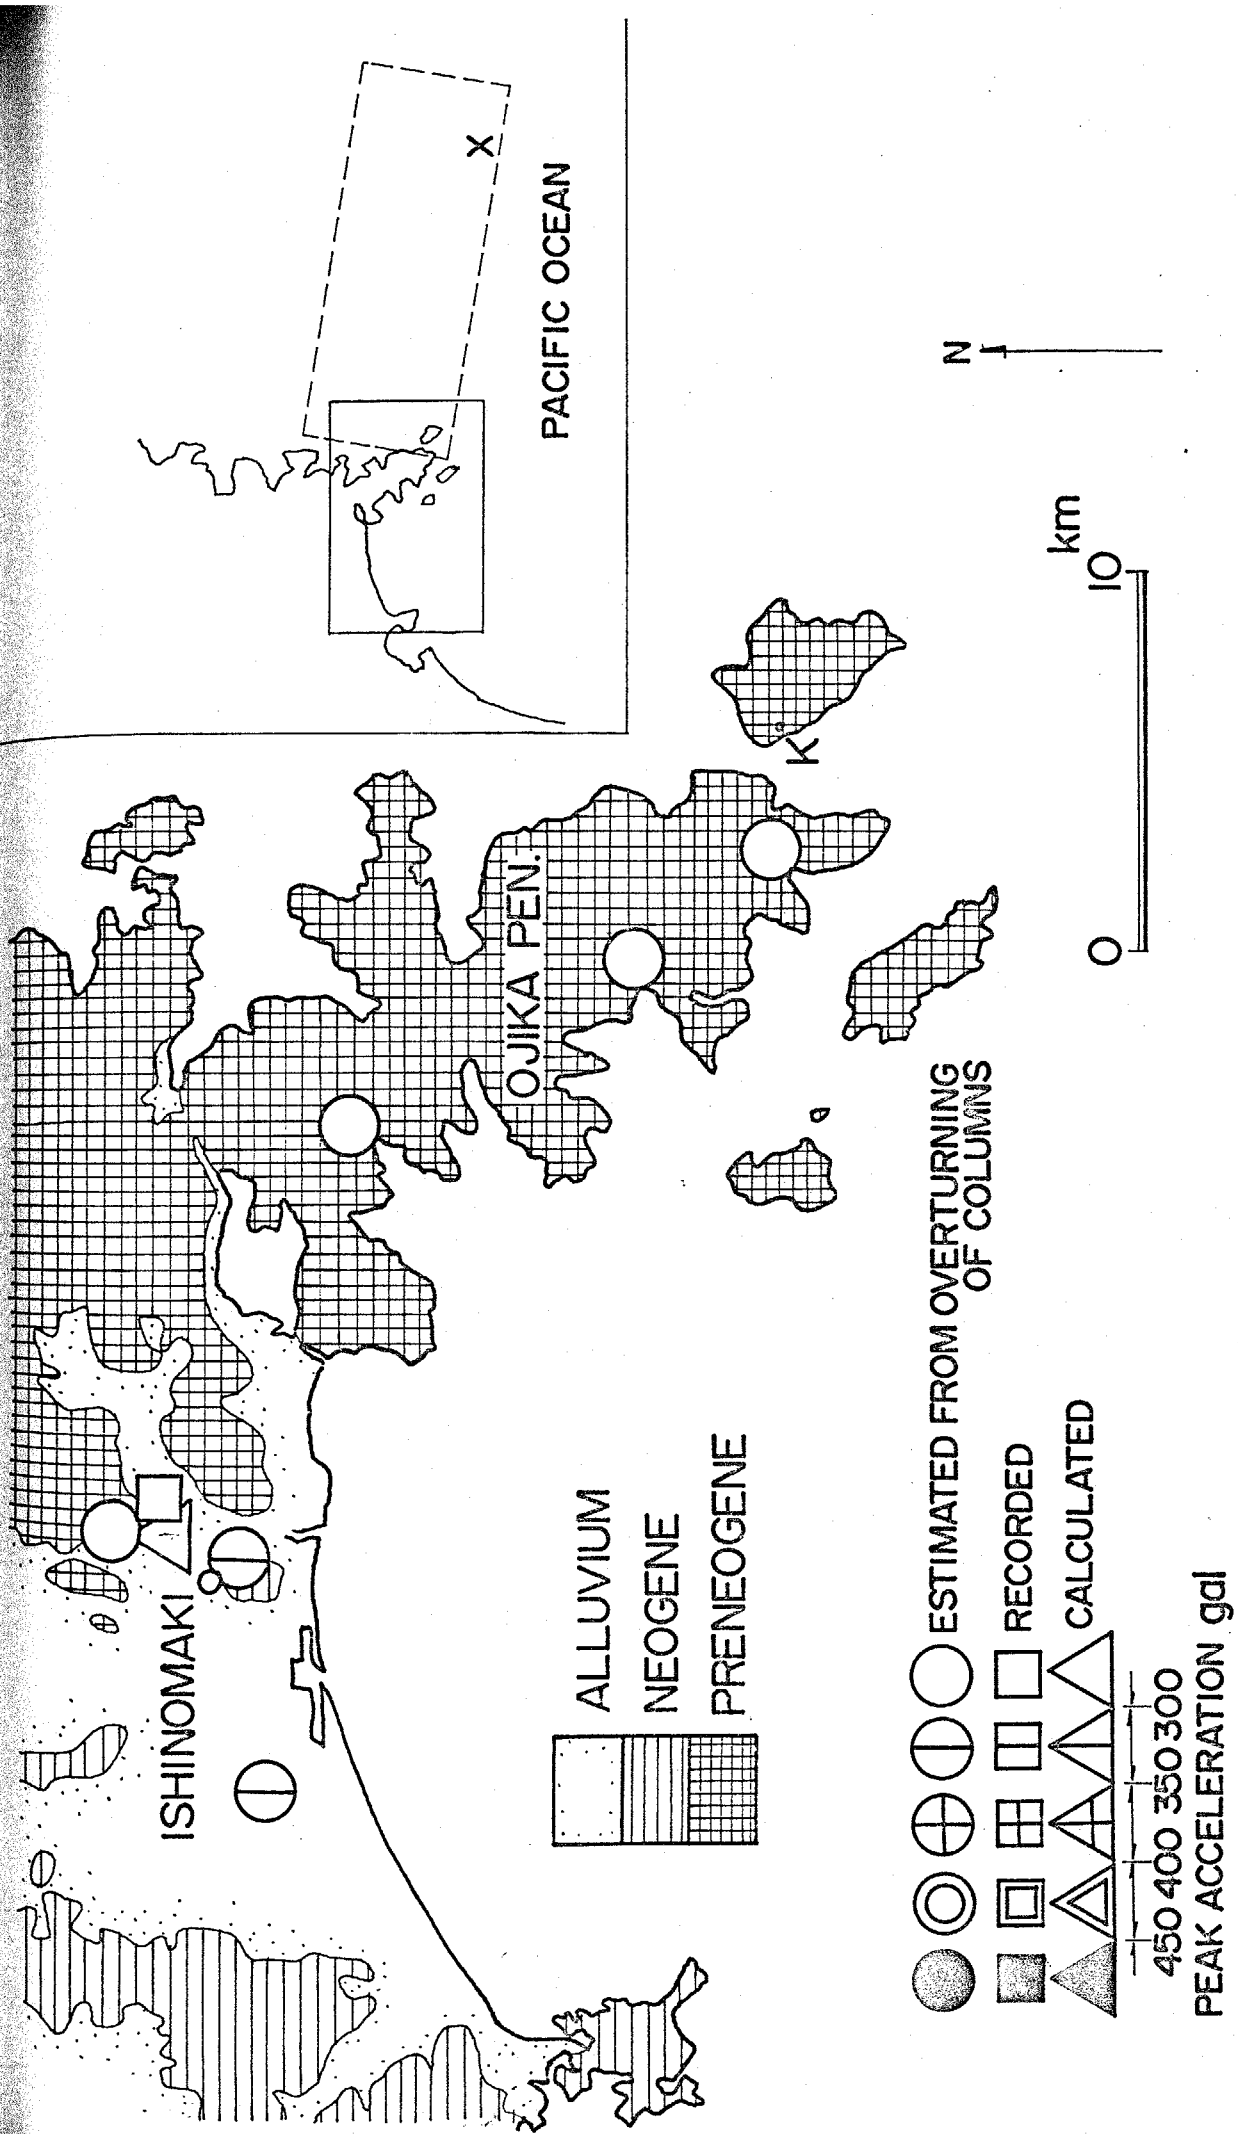 X
PACIFIC OCEAN
ISHINOMAKI
OJIKA PEN.
K
N
ALLUVIUM
NEOGENE
PRENEOGENE
ESTIMATED FROM OVERTURNING
OF COLUMNS
RECORDED
CALCULATED
450 400 350 300
PEAK ACCELERATION gal
0 10
km